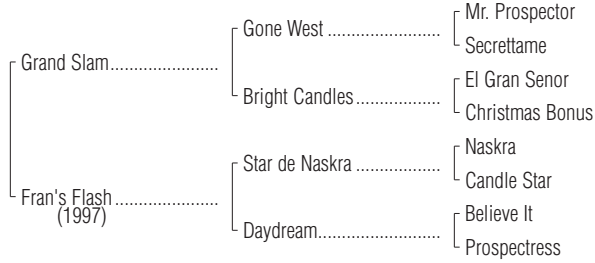 Mr. Prospector
Gone West ........................
Secrettame
Grand Slam.......................
El Gran Senor
Bright Candles..................
Christmas Bonus
Naskra
Star de Naskra ..................
Candle Star
Fran's Flash ......................
(1997)
Believe It
Daydream..........................
Prospectress